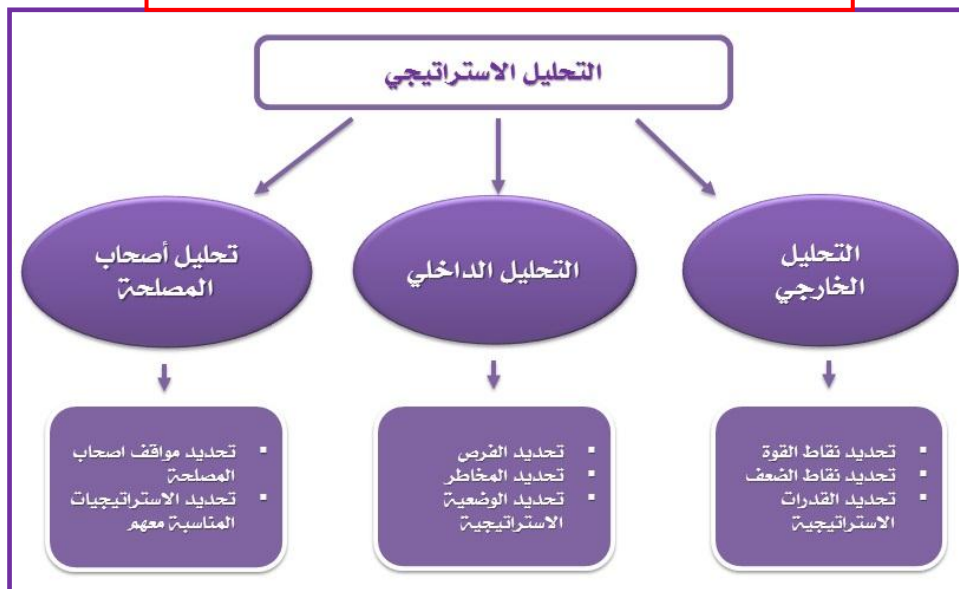 التحليل الاستراتيجي
التحليل
الخارجي
التحليل الداخلي
تحليل أصحاب
المصلحة
▪ تحديد نقاط القوة
▪ تحديد نقاط الضعف
▪ تحديد القدرات
الاستراتيجية
▪ تحديد الفرص
▪ تحديد المخاطر
▪ تحديد الوضعية
الاستراتيجية
▪ تحديد مواقف اصحاب
المصلحة
▪ تحديد الاستراتيجيات
المناسبة معهم